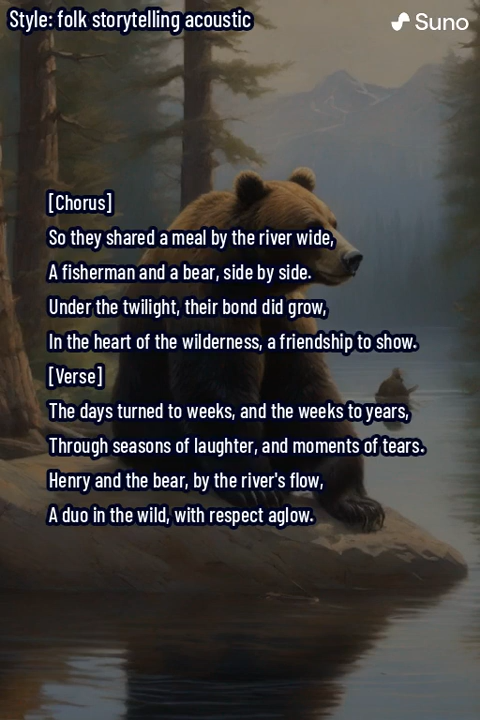 Style: folk storytelling acoustic
Suno
[Chorus]
So they shared a meal by the river wide,
A fisherman and a bear, side by side.
Under the twilight, their bond did grow,
In the heart of the wilderness, a friendship to show.
[Verse]
The days turned to weeks, and the weeks to years,
Through seasons of laughter, and moments of tears.
Henry and the bear, by the river's flow,
A duo in the wild, with respect aglow.